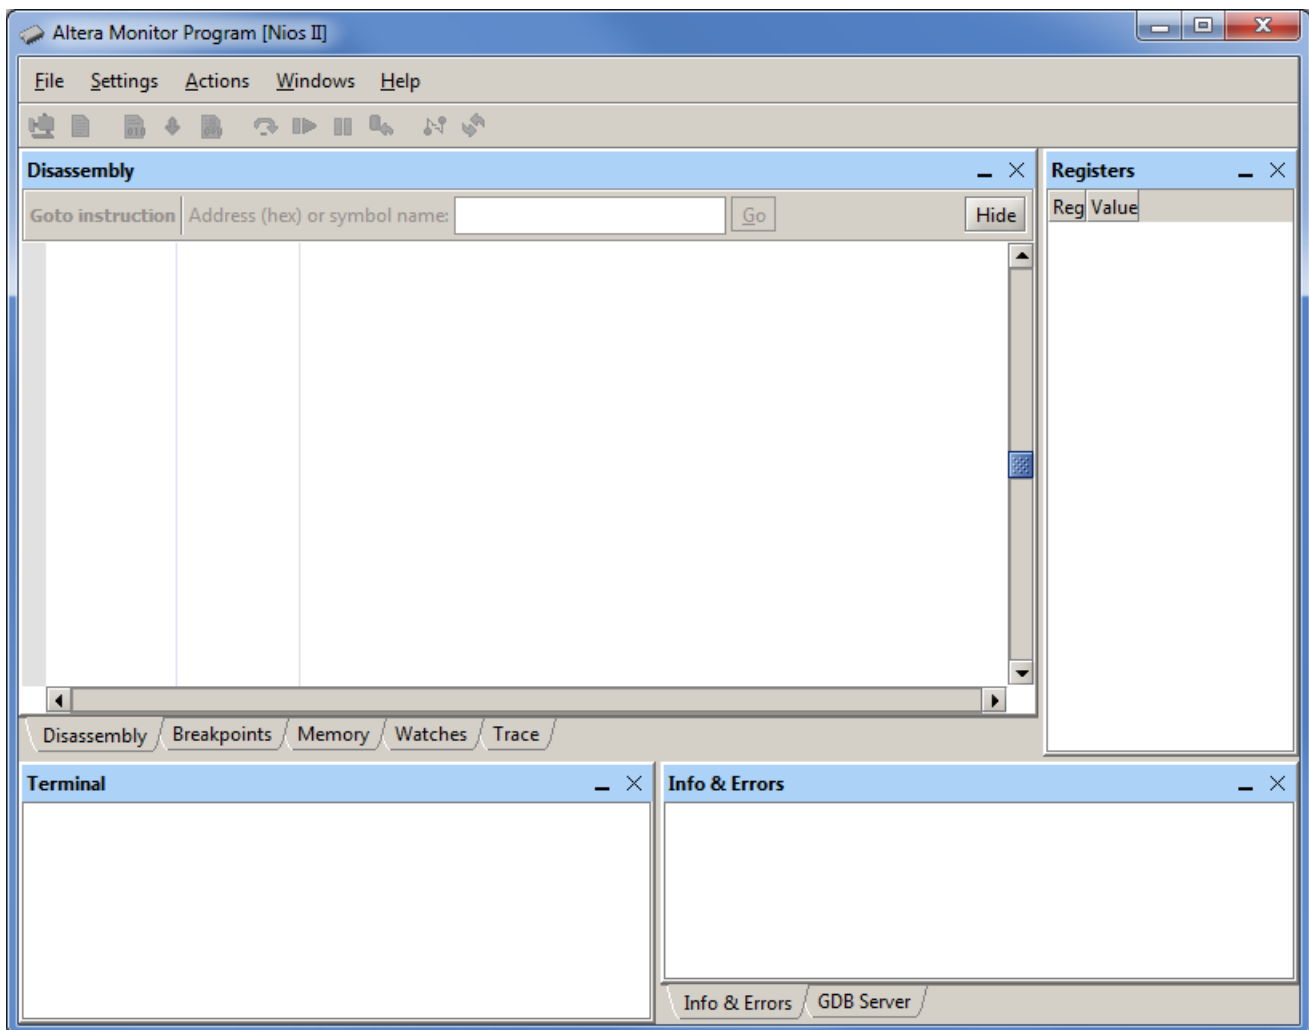 Altera Monitor Program [Nios II]
File Settings Actions Windows Help
Disassembly
Goto instruction Address (hex) or symbol name: Go Hide
Registers
Reg Value
Disassembly Breakpoints Memory Watches Trace
Terminal
Info & Errors
Info & Errors GDB Server